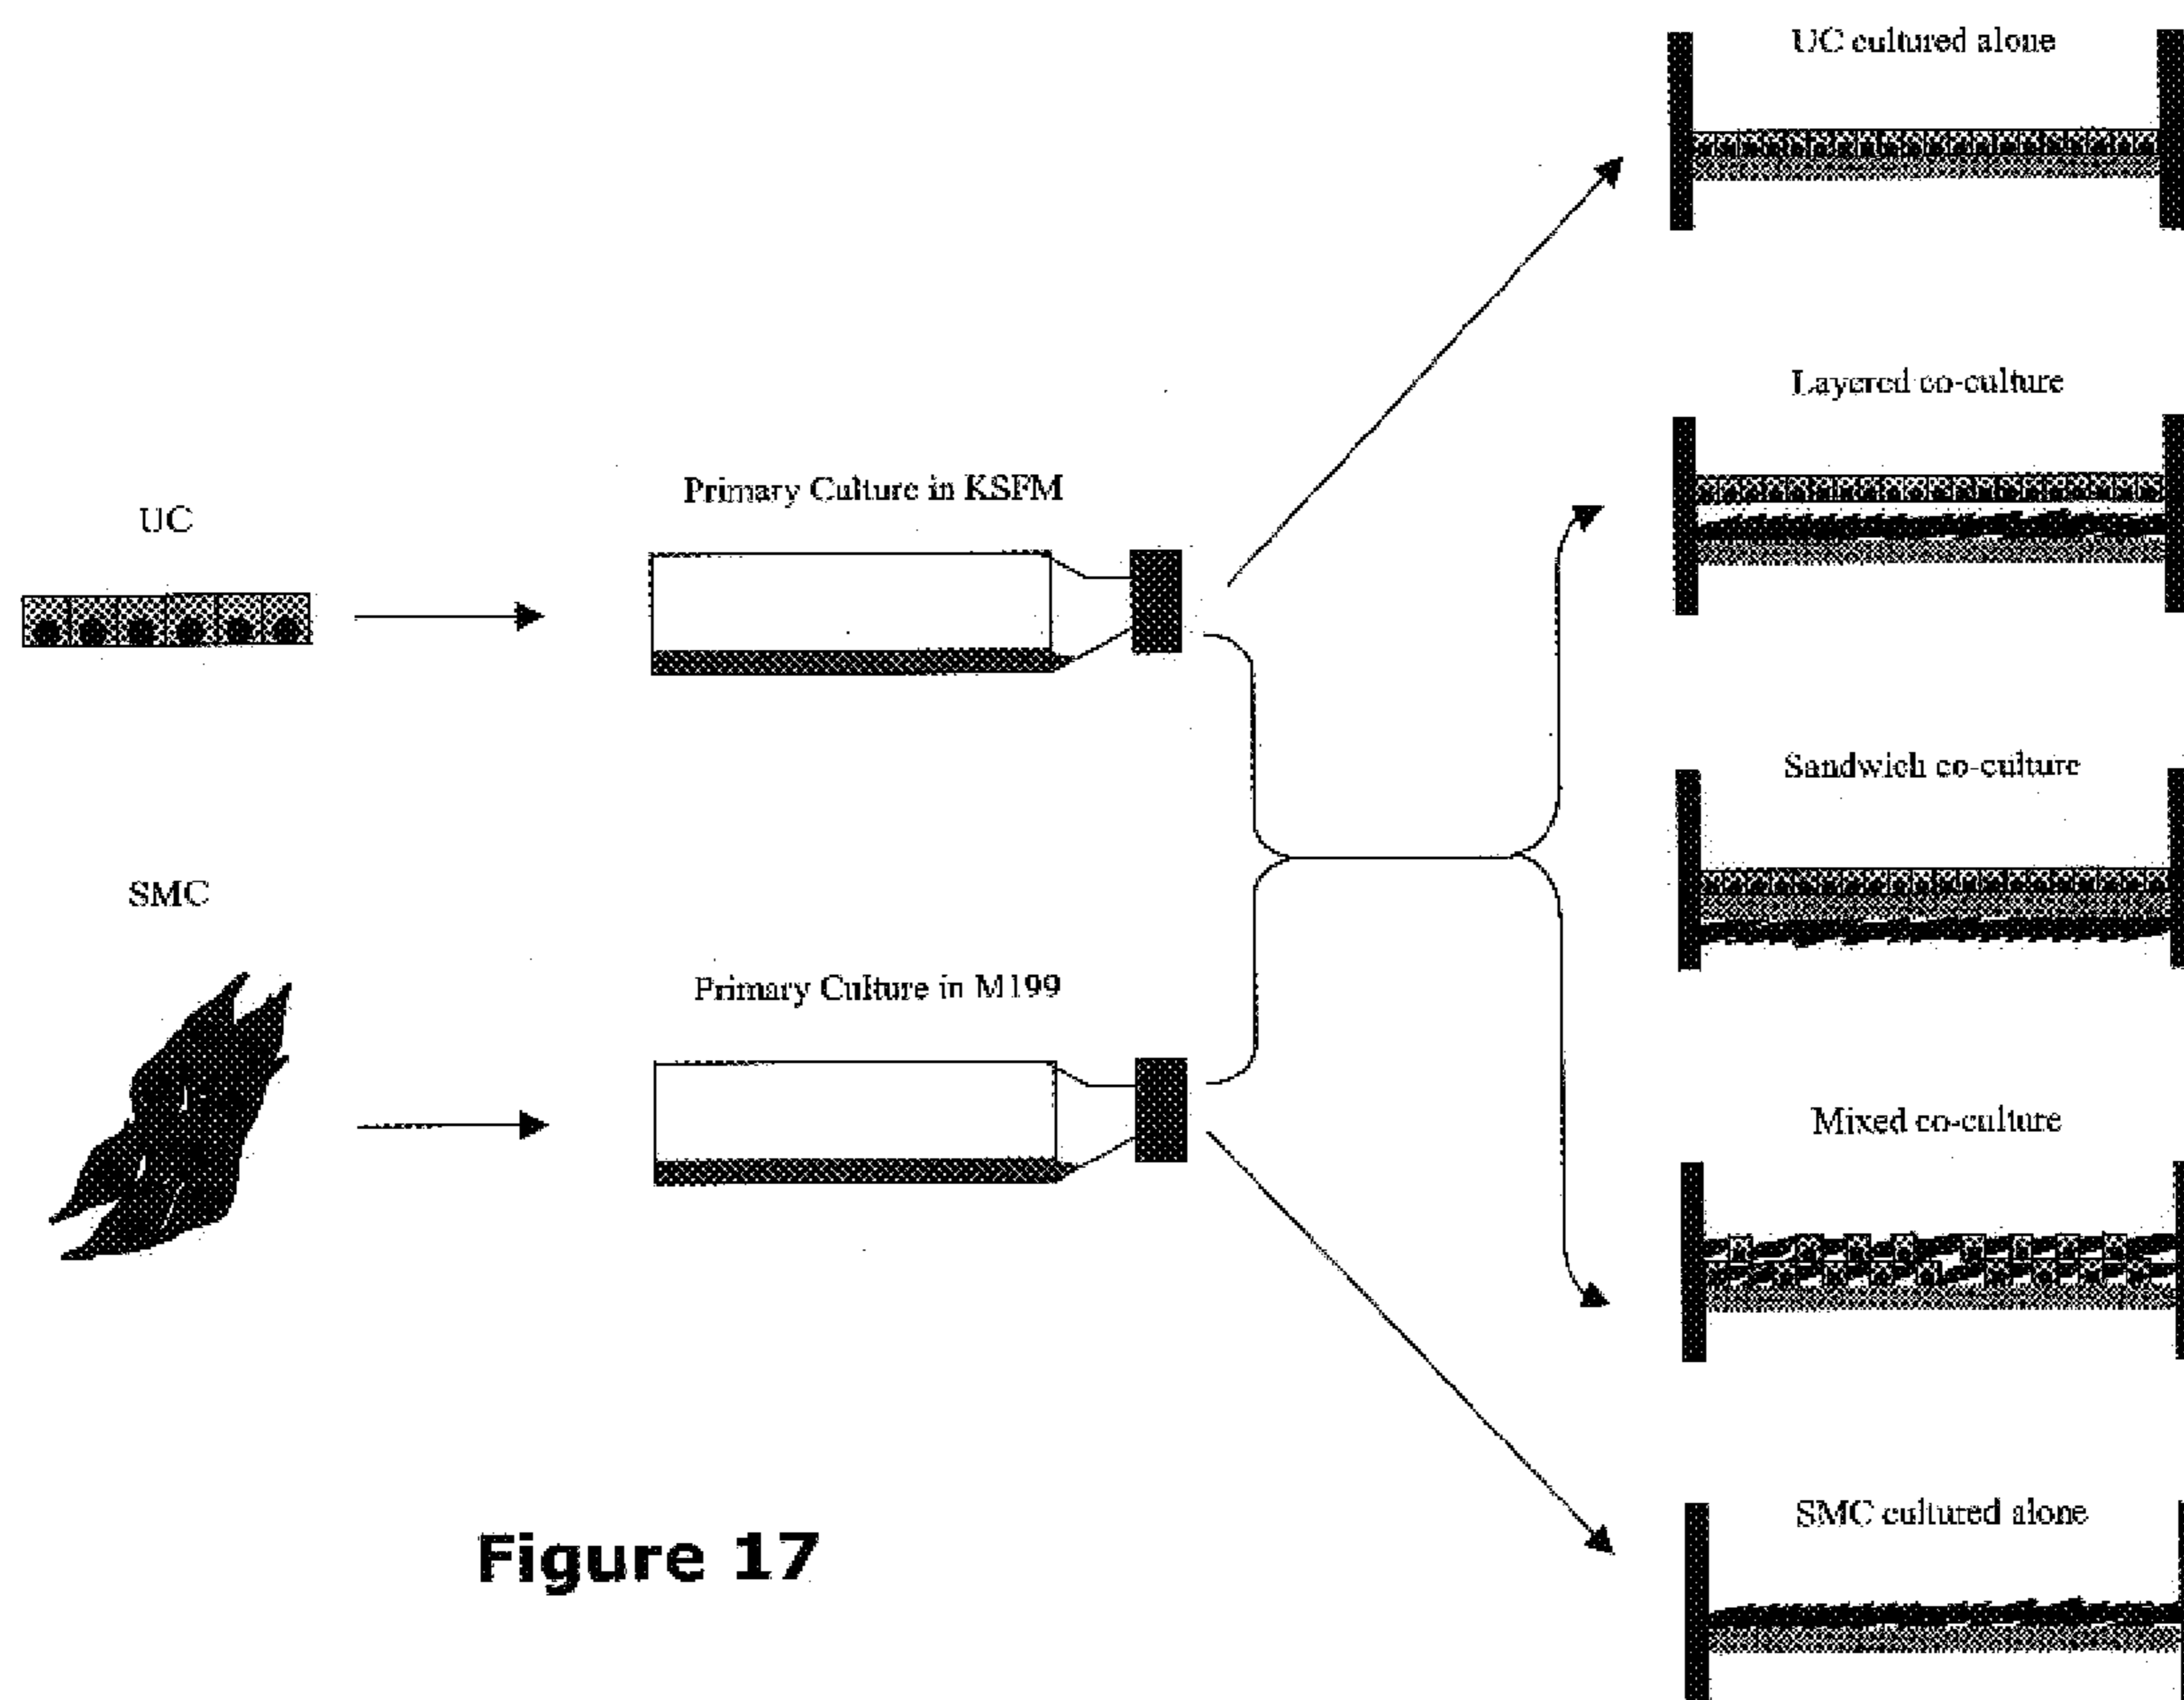 UC cultured alone
Layered co-culture
Primary Culture in KSFM
UC
Sandwich co-culture
SMC
Primary Culture in M199
Mixed co-culture
SMC cultured alone
Figure 17